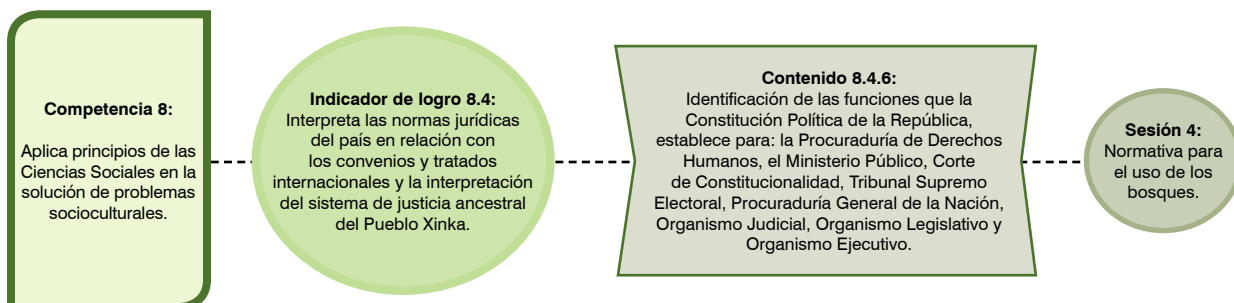 Competencia 8:
Aplica principios de las
Ciencias Sociales en la
solución de problemas
socioculturales.
Indicador de logro 8.4:
Interpreta las normas jurídicas
del país en relación con
los convenios y tratados
internacionales y la interpretación
del sistema de justicia ancestral
del Pueblo Xinka.
Contenido 8.4.6:
Identificación de las funciones que la
Constitución Política de la República,
establece para: la Procuraduría de Derechos
Humanos, el Ministerio Público, Corte
de Constitucionalidad, Tribunal Supremo
Electoral, Procuraduría General de la Nación,
Organismo Judicial, Organismo Legislativo y
Organismo Ejecutivo.
Sesión 4:
Normativa para
el uso de los
bosques.